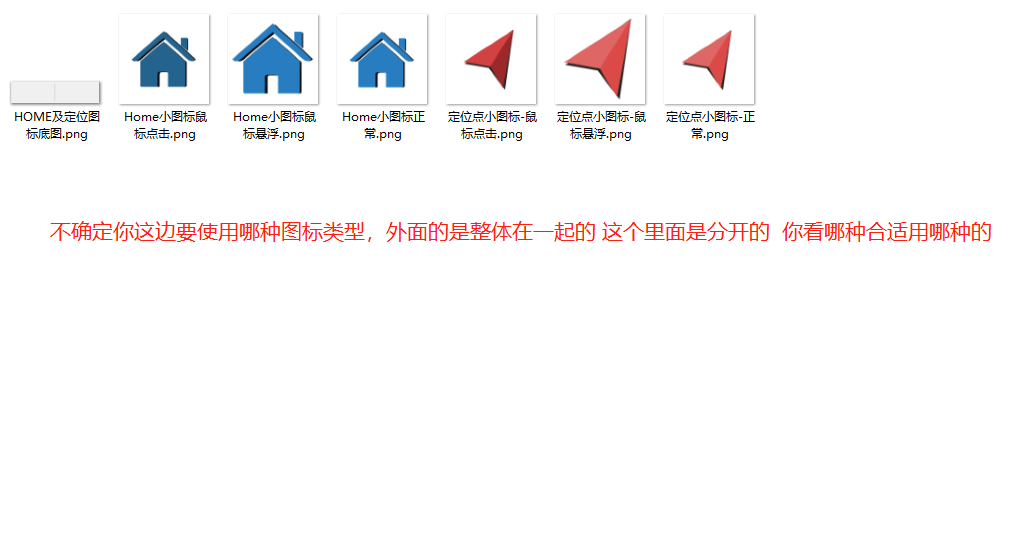 HOME及定位图
标底图.png
Home小图标鼠
标点击.png
Home小图标鼠
标悬浮.png
Home小图标正
常.png
定位点小图标-鼠
标点击.png
定位点小图标-鼠
标悬浮.png
定位点小图标-正
常.png
不确定你这边要使用哪种图标类型，外面的是整体在一起的 这个里面是分开的  你看哪种合适用哪种的